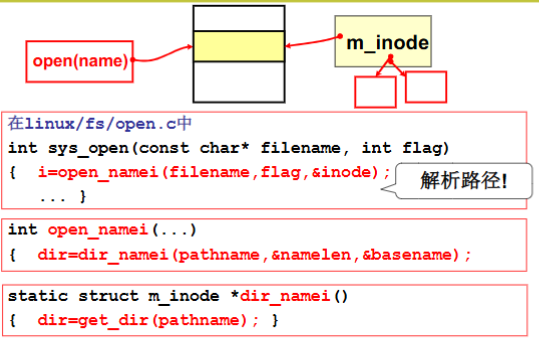 open(name)
m_inode
在linux/fs/open.c中
int sys_open(const char* filename, int flag)
{ i=open_namei(filename,flag,&inode);
解析路径!
... }
int open_namei(...)
{ dir=dir_namei(pathname,&namelen,&basename);
static struct m_inode *dir_namei()
{ dir=get_dir(pathname); }